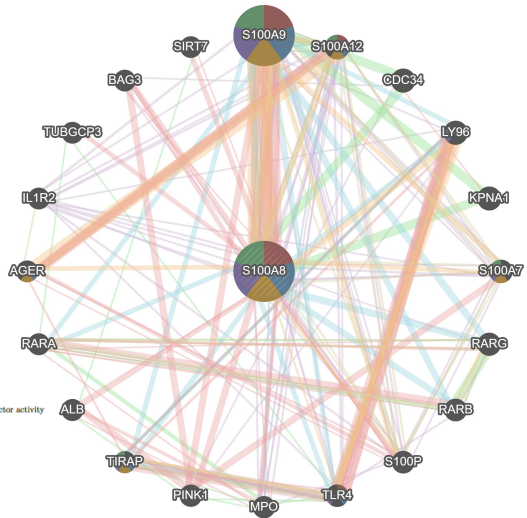 S100A9
SIRT7
S100A12
BAG3
CDC34
TUBGCP3
LY96
IL1R2
KPNA1
AGER
S100A8
S100A7
RARA
RARG
ctor activity
ALB
RARB
TIRAP
S100P
PINK1
TLR4
MPO